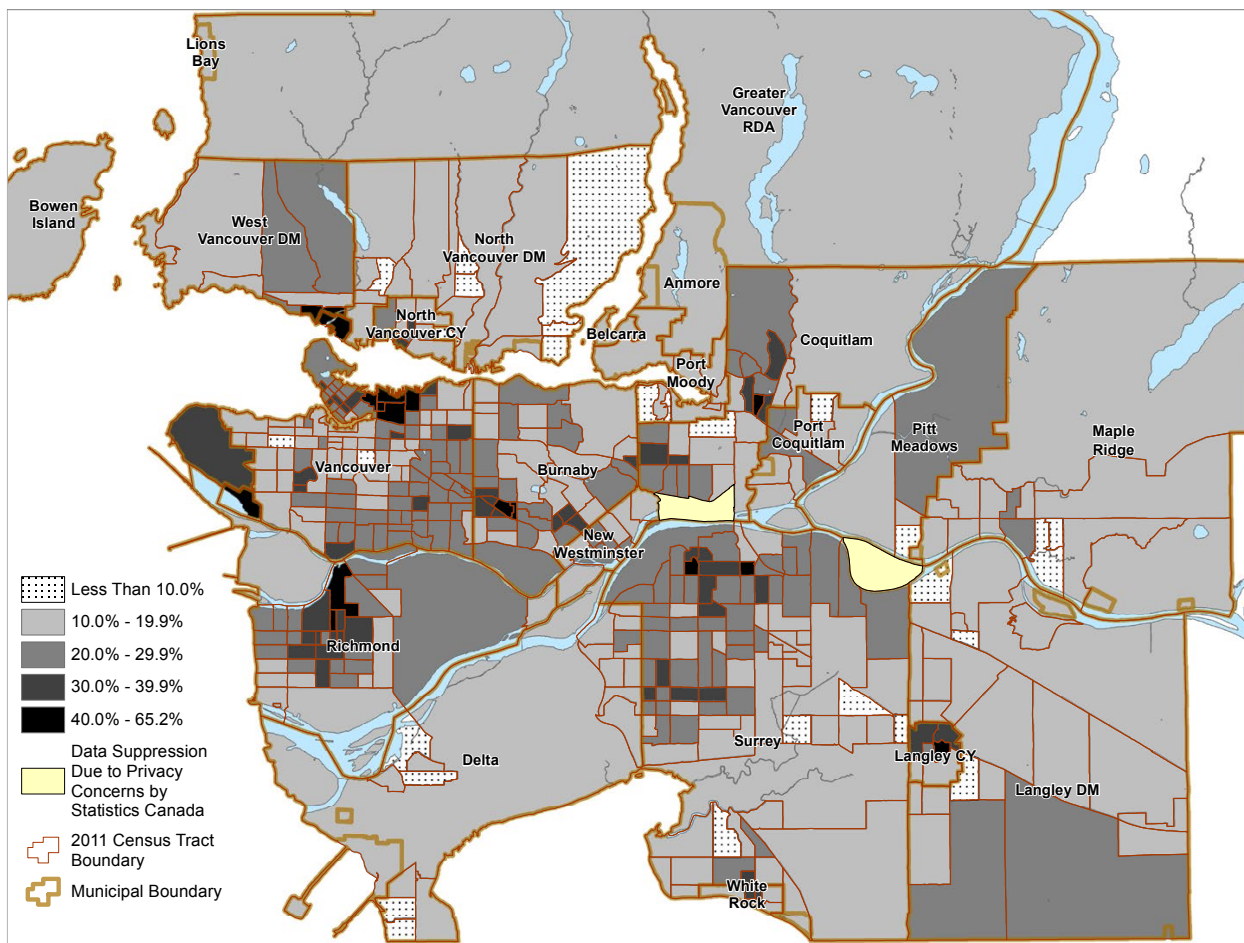 Lions
Bay
Greater
Vancouver
RDA
Bowen
Island
West
Vancouver DM
North
Vancouver DM
Anmore
North
Vancouver CY
Belcarra
Coquitlam
Port
Moody
Port
Coquitlam
Pitt
Meadows
Maple
Ridge
Vancouver
Burnaby
New
Westminster
Richmond
Delta
Surrey
Langley CY
Langley DM
White
Rock
Less Than 10.0%
10.0% - 19.9%
20.0% - 29.9%
30.0% - 39.9%
40.0% - 65.2%
Data Suppression
Due to Privacy
Concerns by
Statistics Canada
2011 Census Tract
Boundary
Municipal Boundary